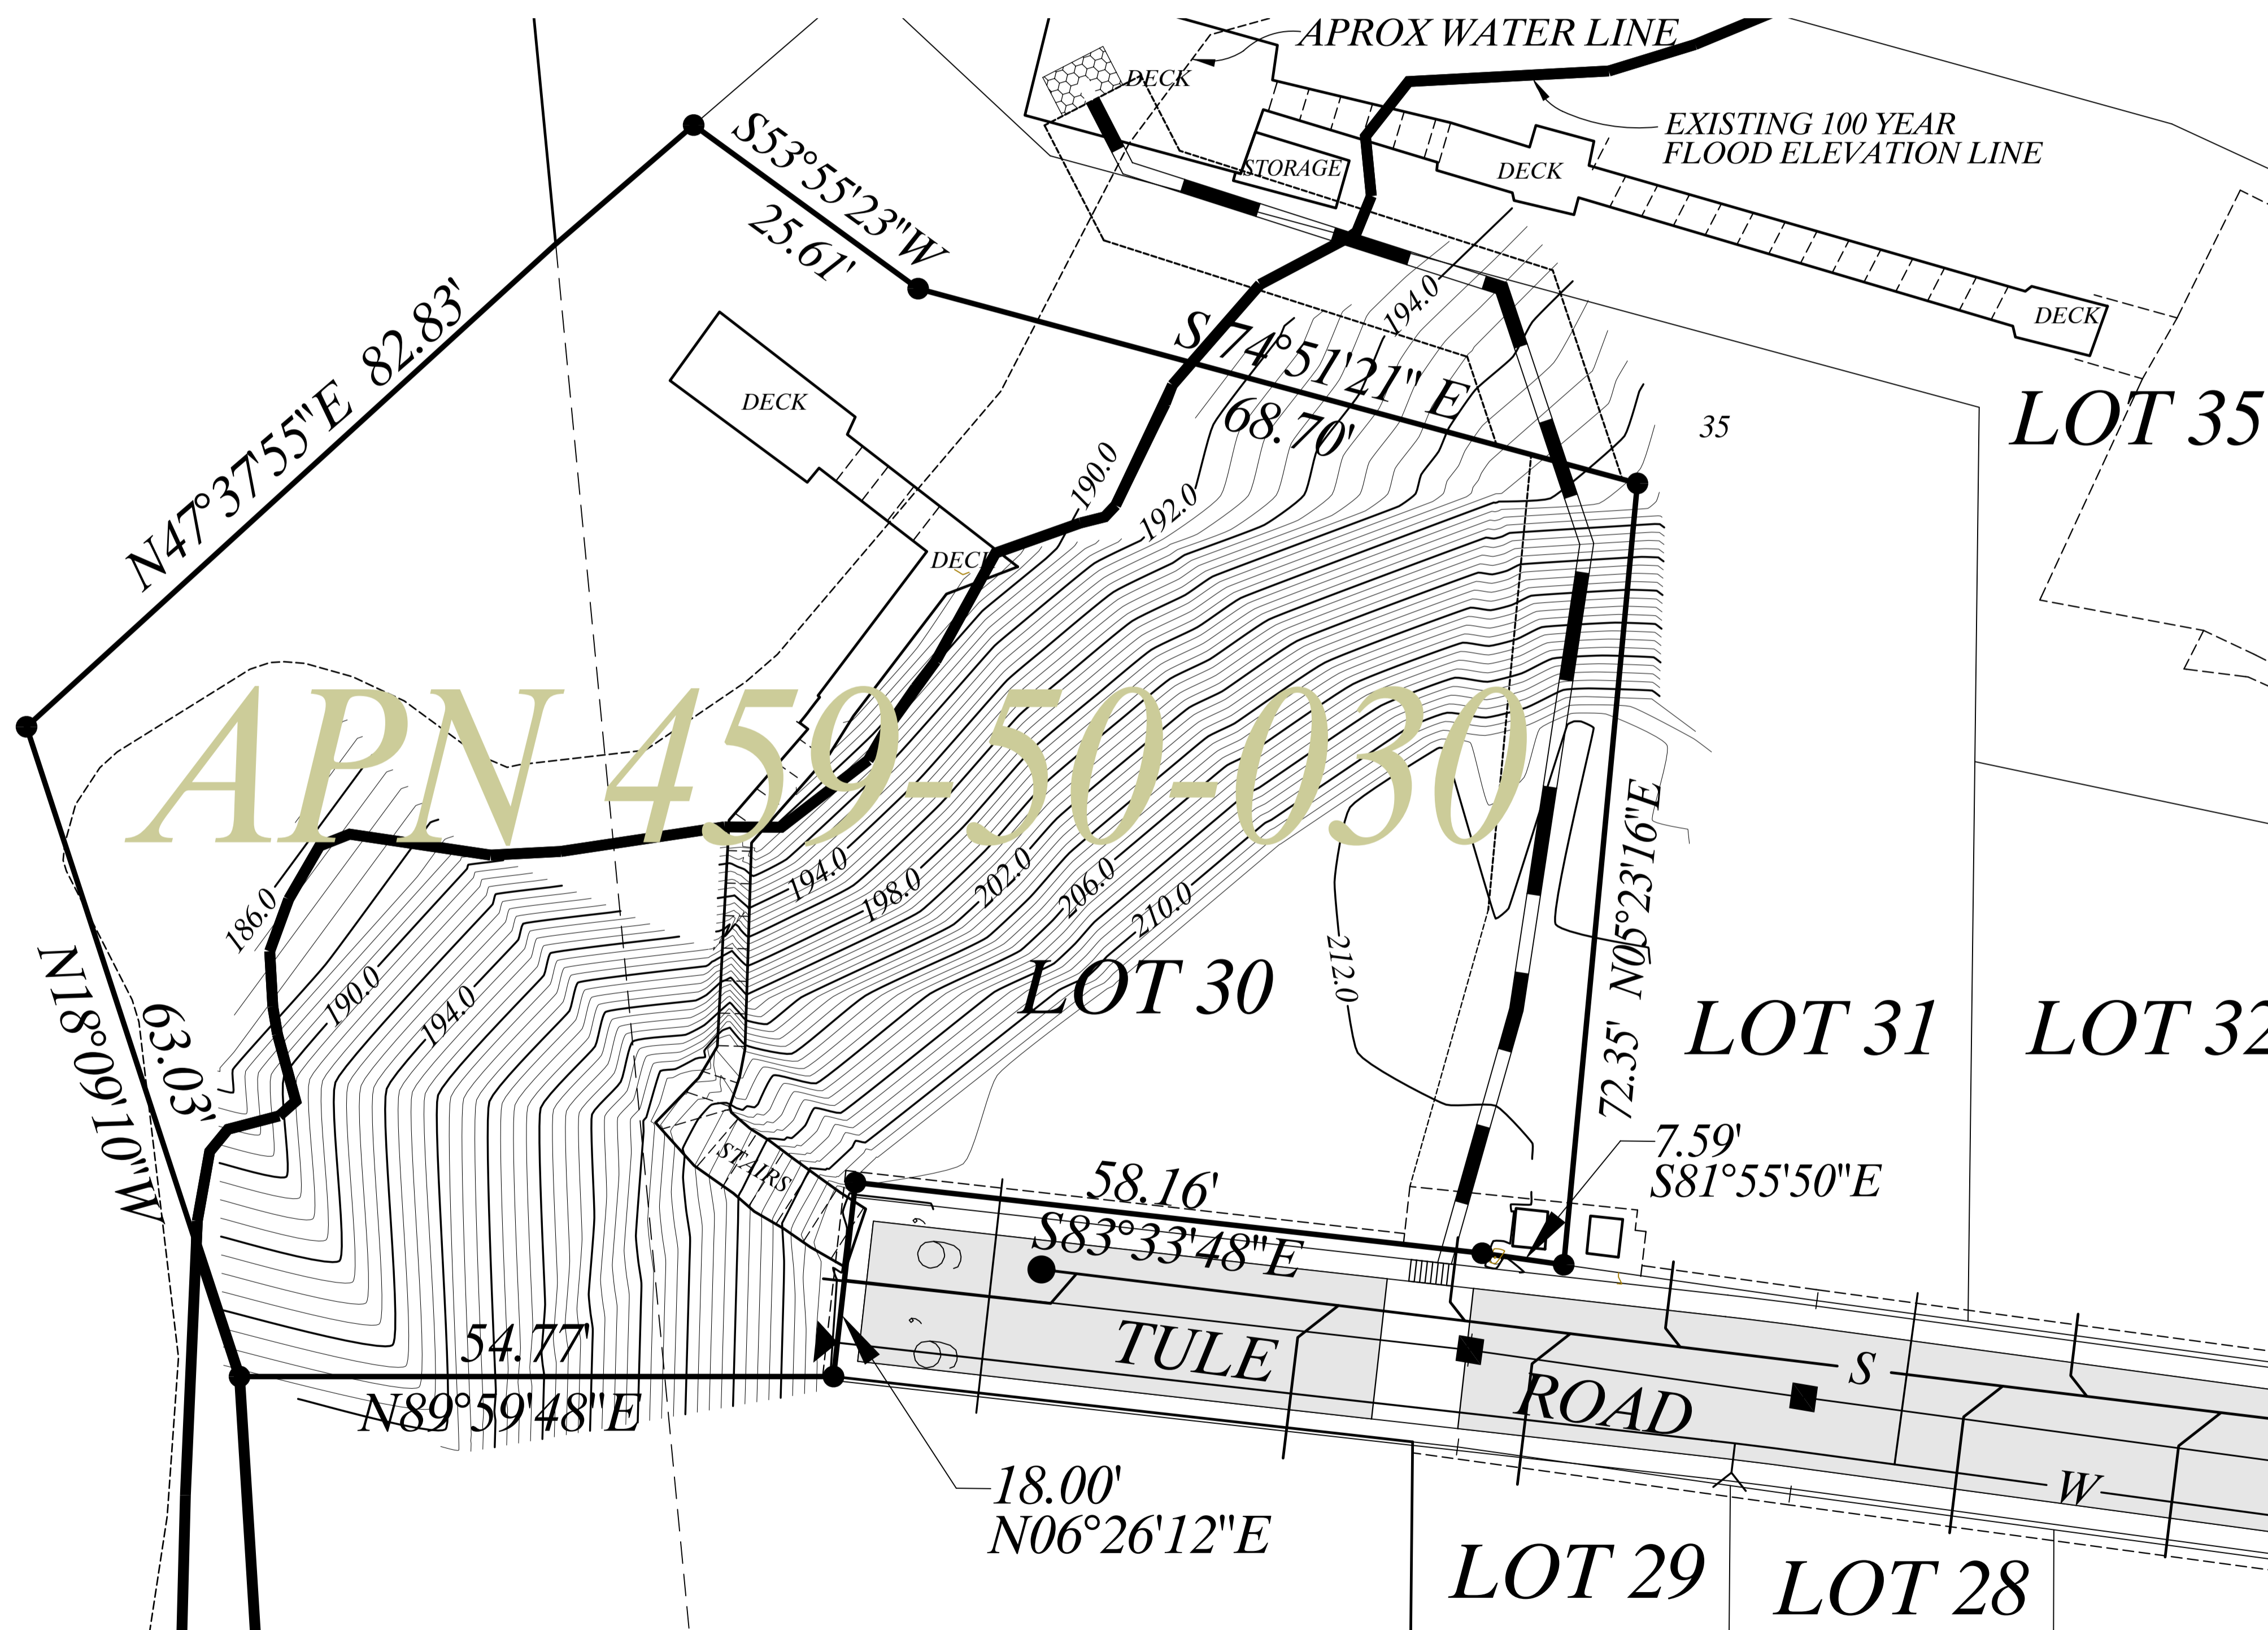 APROX WATER LINE
DECK
EXISTING 100 YEAR
FLOOD ELEVATION LINE
S53°55'23"W
25.61'
STORAGE
DECK
194.0
DECK
N47°37'55"E 82.83'
S 74°51'21" E
68.70'
DECK
35
LOT 35
190.0
192.0
DECK
APN 459-50-030
194.0
198.0
202.0
206.0
210.0
212.0
186.0
190.0
194.0
LOT 30
72.35' N05°23'16"E
LOT 31
LOT 32
N18°09'10"W
63.03'
STAIRS
7.59'
S81°55'50"E
58.16'
S83°33'48"E
54.77'
N89°59'48"E
TULE
ROAD
S
W
18.00'
N06°26'12"E
LOT 29
LOT 28